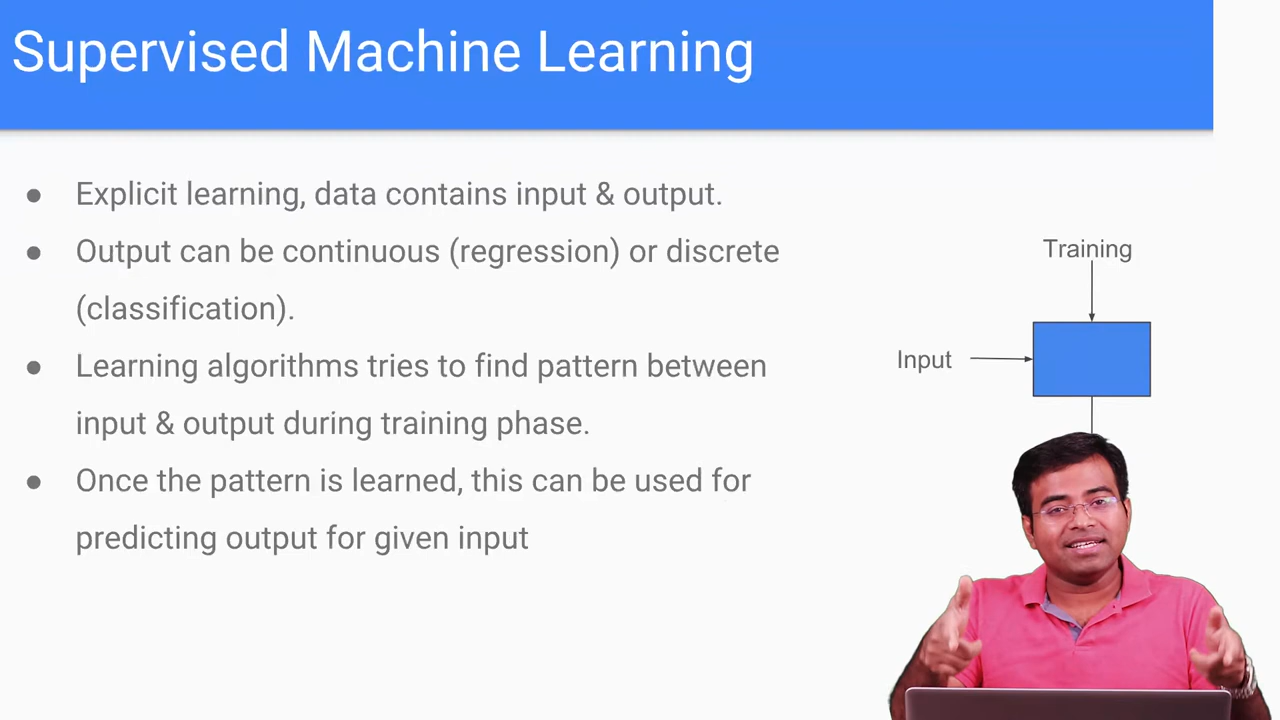 Supervised Machine Learning
● Explicit learning, data contains input & output.
● Output can be continuous (regression) or discrete
(classification).
● Learning algorithms tries to find pattern between
input & output during training phase.
● Once the pattern is learned, this can be used for
predicting output for given input
Training
Input